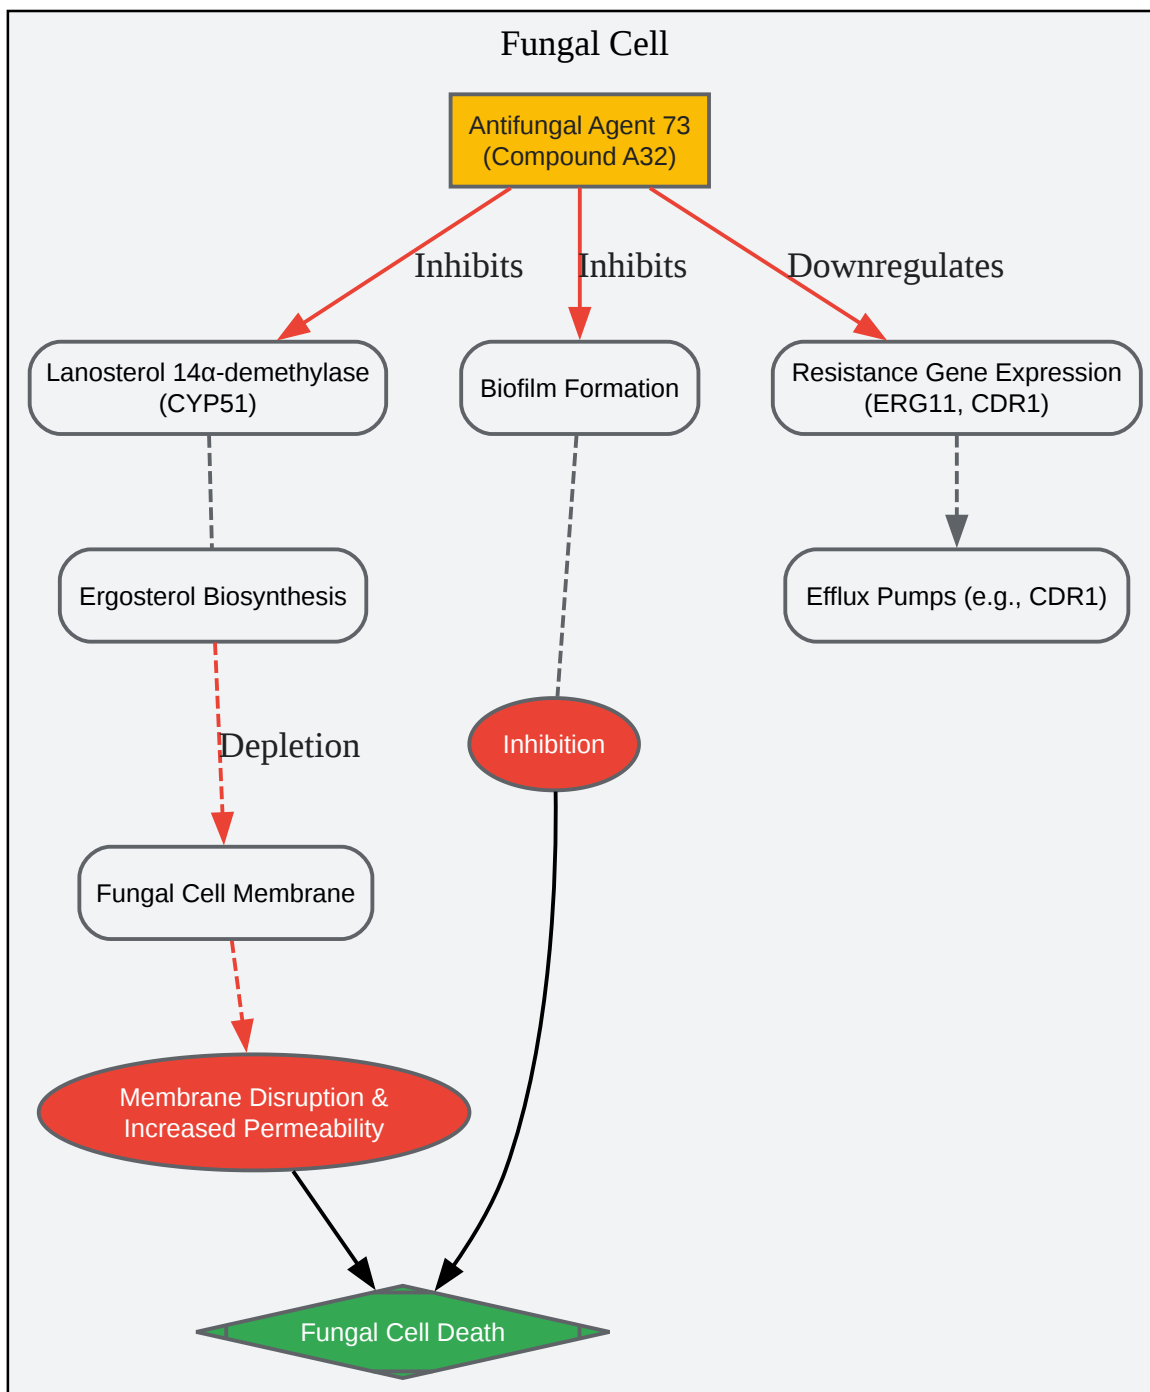 Fungal Cell
Antifungal Agent 73
(Compound A32)
Inhibits
Inhibits
Downregulates
Lanosterol 14α-demethylase
(CYP51)
Biofilm Formation
Resistance Gene Expression
(ERG11, CDR1)
Ergosterol Biosynthesis
Efflux Pumps (e.g., CDR1)
Depletion
Inhibition
Fungal Cell Membrane
Membrane Disruption &
Increased Permeability
Fungal Cell Death